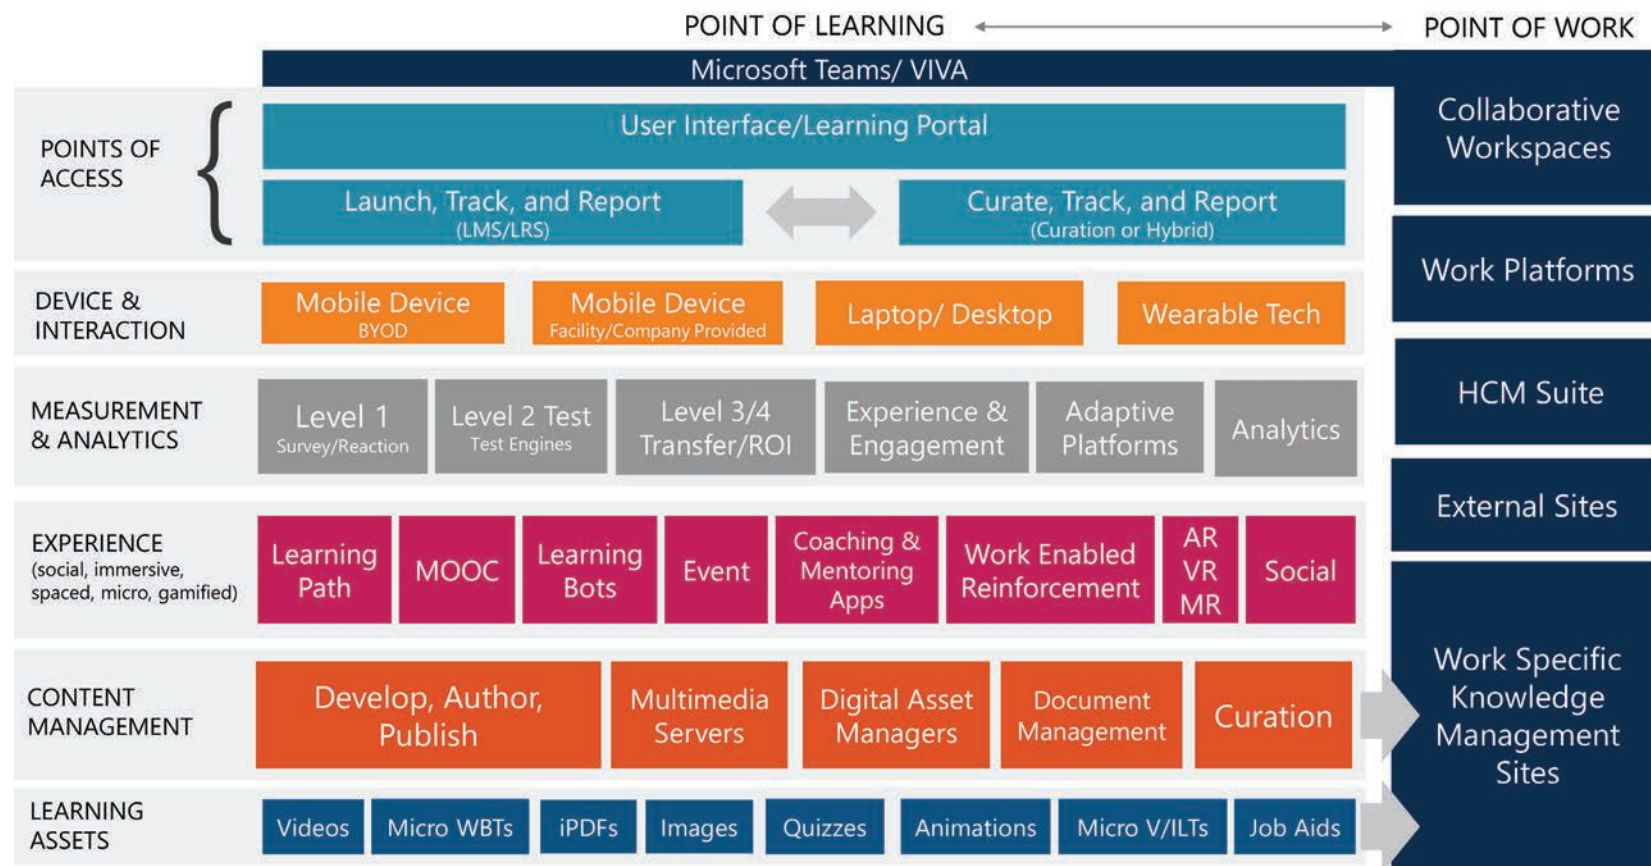 POINT OF LEARNING
POINT OF WORK
Microsoft Teams/ VIVA
Collaborative
Workspaces
Work Platforms
HCM Suite
External Sites
Work Specific
Knowledge
Management
Sites
POINTS OF
ACCESS
User Interface/Learning Portal
Launch, Track, and Report
(LMS/LRS)
Curate, Track, and Report
(Curation or Hybrid)
DEVICE &
INTERACTION
Mobile Device
BYOD
Mobile Device
Facility/Company Provided
Laptop/ Desktop
Wearable Tech
MEASUREMENT
& ANALYTICS
Level 1
Survey/Reaction
Level 2 Test
Test Engines
Level 3/4
Transfer/ROI
Experience &
Engagement
Adaptive
Platforms
Analytics
EXPERIENCE
(social, immersive,
spaced, micro, gamified)
Learning
Path
MOOC
Learning
Bots
Event
Coaching &
Mentoring
Apps
Work Enabled
Reinforcement
AR
VR
MR
Social
CONTENT
MANAGEMENT
Develop, Author,
Publish
Multimedia
Servers
Digital Asset
Managers
Document
Management
Curation
LEARNING
ASSETS
Videos
Micro WBTs
iPDFs
Images
Quizzes
Animations
Micro V/ILTs
Job Aids